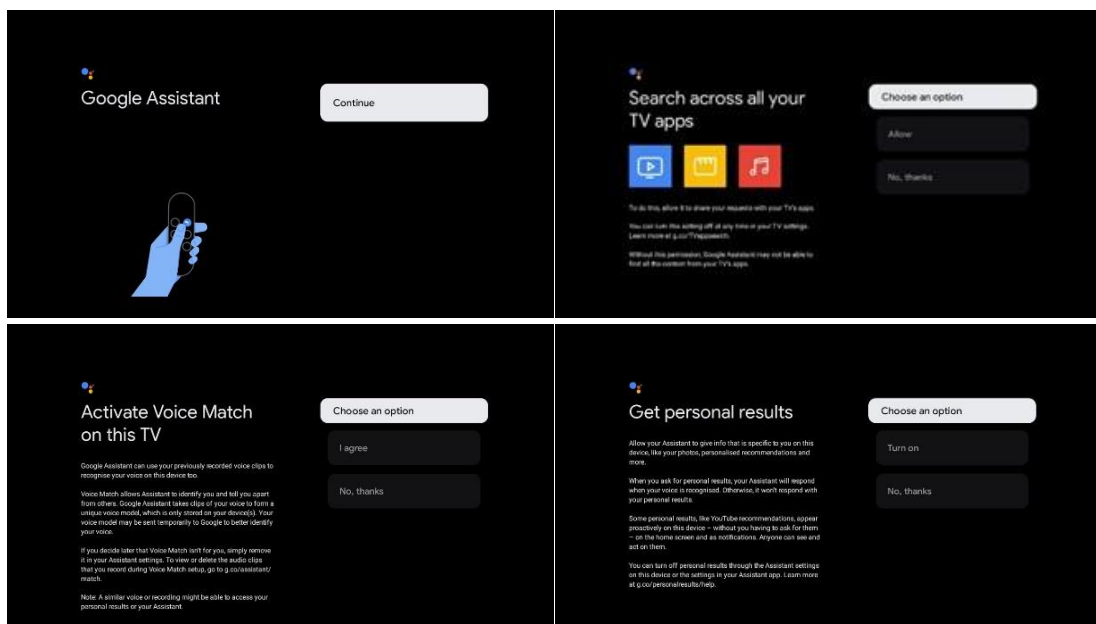 Google Assistant
Continue
Search across all your
TV apps
To do this, allow it to share your requests with your TV's apps.
You can turn this setting off at any time in your TV settings.
Learn more at g.co/TVappsearch.
Without this permission, Google Assistant may not be able to
find all the content from your TV's apps.
Choose an option
Allow
No, thanks
Activate Voice Match
on this TV
Google Assistant can use your previously recorded voice clips to
recognise your voice on this device too.
Voice Match allows Assistant to identify you and tell you apart
from others. Google Assistant takes clips of your voice to form a
unique voice model, which is only stored on your device(s). Your
voice model may be sent temporarily to Google to better identify
your voice.
If you decide later that Voice Match isn't for you, simply remove
it in your Assistant settings. To view or delete the audio clips
that you record during Voice Match setup, go to g.co/assistant/
match.
Note: A similar voice or recording might be able to access your
personal results or your Assistant.
Choose an option
I agree
No, thanks
Get personal results
Allow your Assistant to give info that is specific to you on this
device, like your photos, personalised recommendations and
more.
When you ask for personal results, your Assistant will respond
when your voice is recognised. Otherwise, it won't respond with
your personal results.
Some personal results, like YouTube recommendations, appear
proactively on this device – without you having to ask for them
– on the home screen and as notifications. Anyone can see and
act on them.
You can turn off personal results through the Assistant settings
on this device or the settings in your Assistant app. Learn more
at g.co/personalresults/help.
Choose an option
Turn on
No, thanks